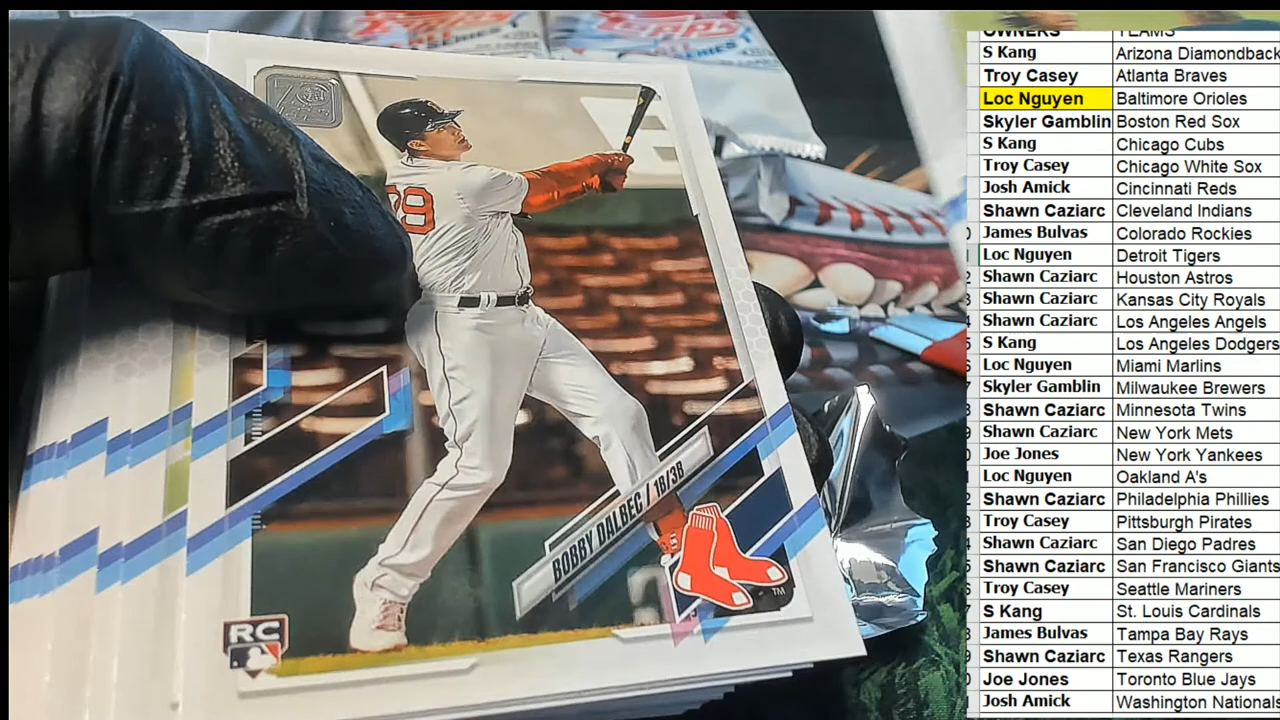 Topps
SERIES 1
70
BOBBY DALBEC / 1B/3B
RC
TM
OWNERS TEAMS
S Kang Arizona Diamondback
Troy Casey Atlanta Braves
Loc Nguyen Baltimore Orioles
Skyler Gamblin Boston Red Sox
S Kang Chicago Cubs
Troy Casey Chicago White Sox
Josh Amick Cincinnati Reds
Shawn Caziarc Cleveland Indians
James Bulvas Colorado Rockies
Loc Nguyen Detroit Tigers
Shawn Caziarc Houston Astros
Shawn Caziarc Kansas City Royals
Shawn Caziarc Los Angeles Angels
S Kang Los Angeles Dodgers
Loc Nguyen Miami Marlins
Skyler Gamblin Milwaukee Brewers
Shawn Caziarc Minnesota Twins
Shawn Caziarc New York Mets
Joe Jones New York Yankees
Loc Nguyen Oakland A's
Shawn Caziarc Philadelphia Phillies
Troy Casey Pittsburgh Pirates
Shawn Caziarc San Diego Padres
Shawn Caziarc San Francisco Giants
Troy Casey Seattle Mariners
S Kang St. Louis Cardinals
James Bulvas Tampa Bay Rays
Shawn Caziarc Texas Rangers
Joe Jones Toronto Blue Jays
Josh Amick Washington Nationals